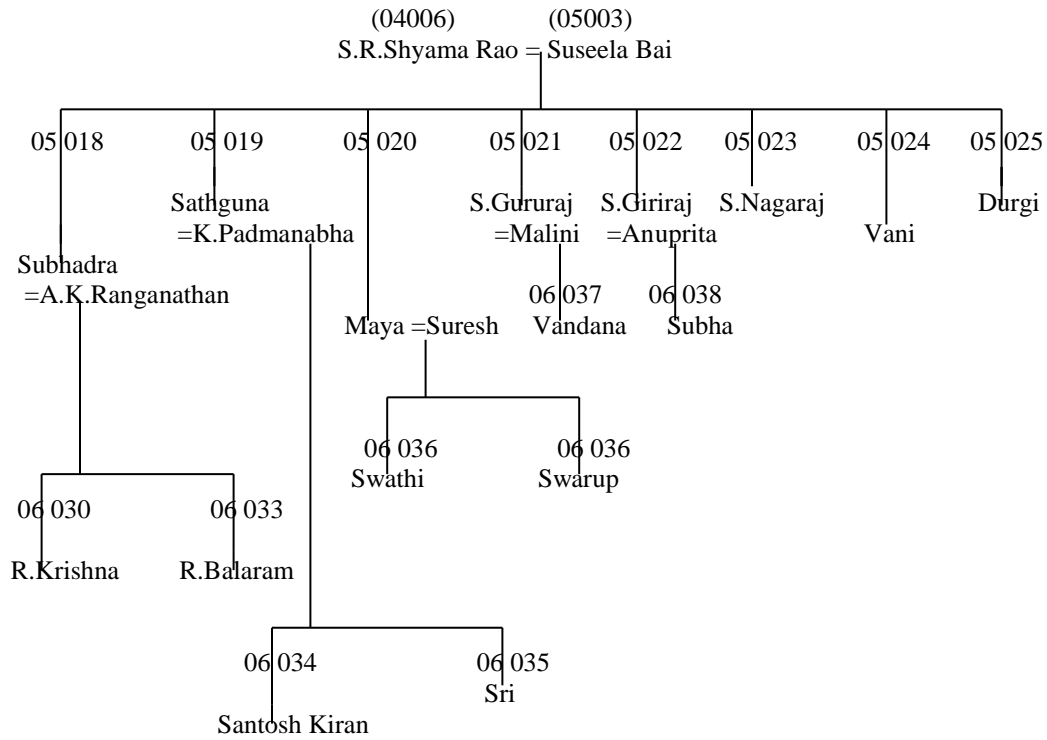 (04006) (05003)
S.R.Shyama Rao = Suseela Bai
05 018 05 019 05 020 05 021 05 022 05 023 05 024 05 025
Sathguna S.Gururaj S.Giriraj S.Nagaraj Durgi
=K.Padmanabha =Malini =Anuprita Vani
Subhadra
=A.K.Ranganathan 06 037 06 038
Maya =Suresh Vandana Subha
06 036 06 036
Swathi Swarup
06 030 06 033
R.Krishna R.Balaram
06 034 06 035
Sri
Santosh Kiran